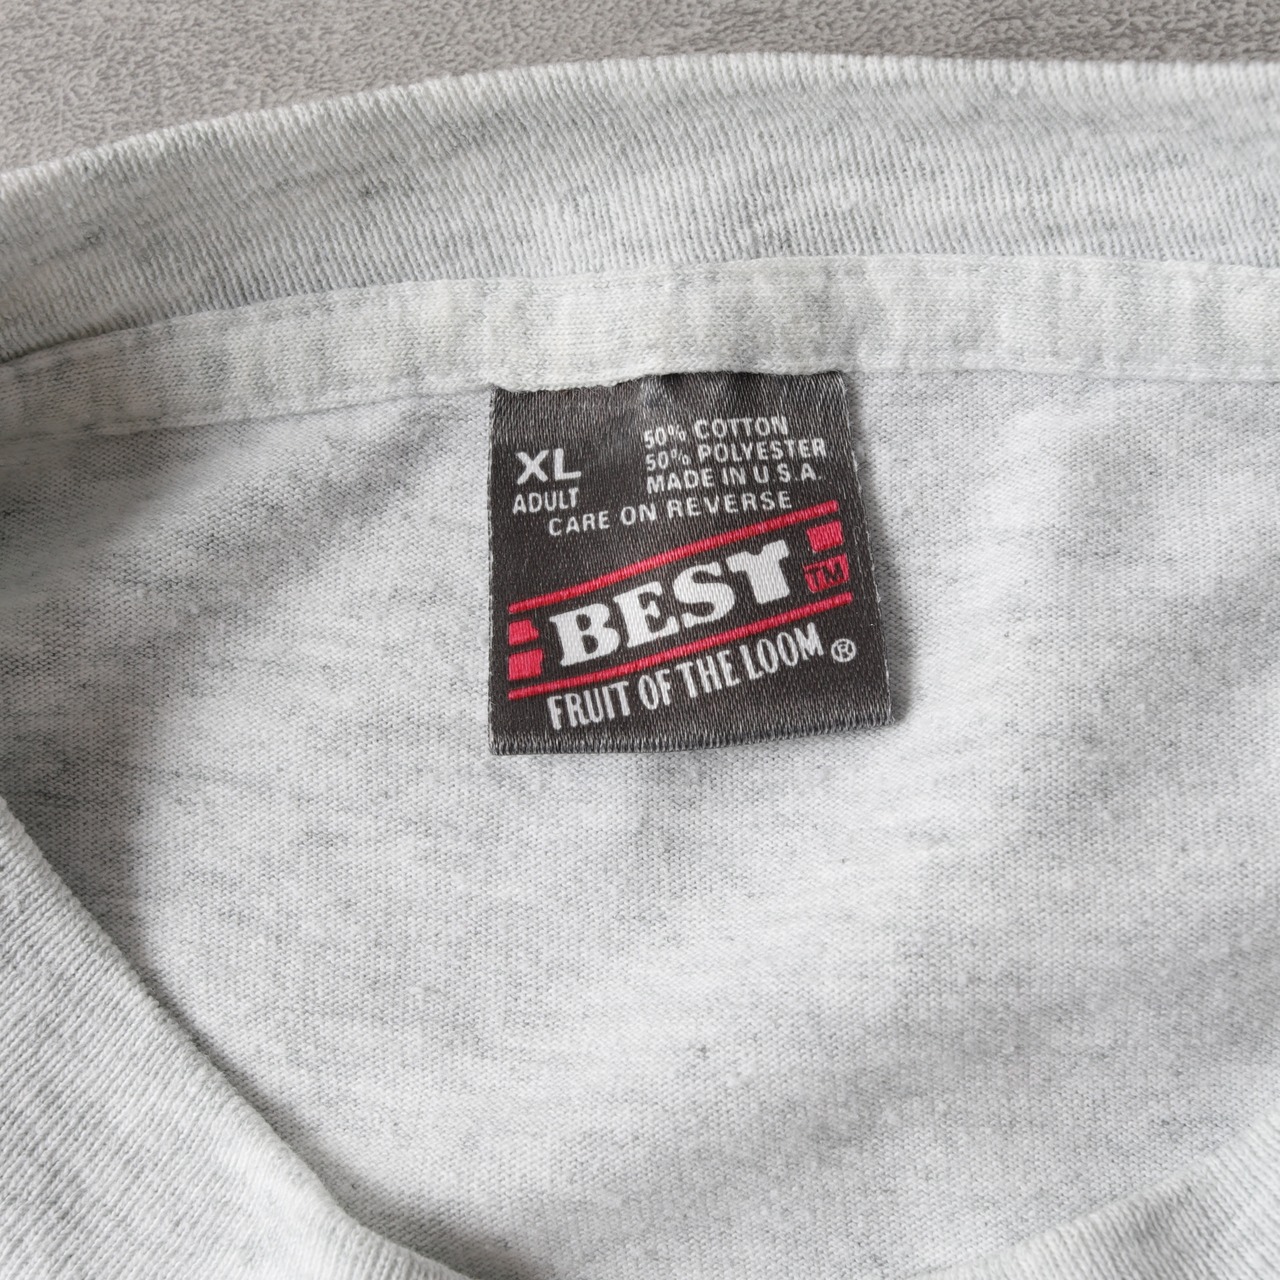 XL
ADULT
50% COTTON
50% POLYESTER
MADE IN U.S.A.
CARE ON REVERSE
BEST TM
FRUIT OF THE LOOM ®